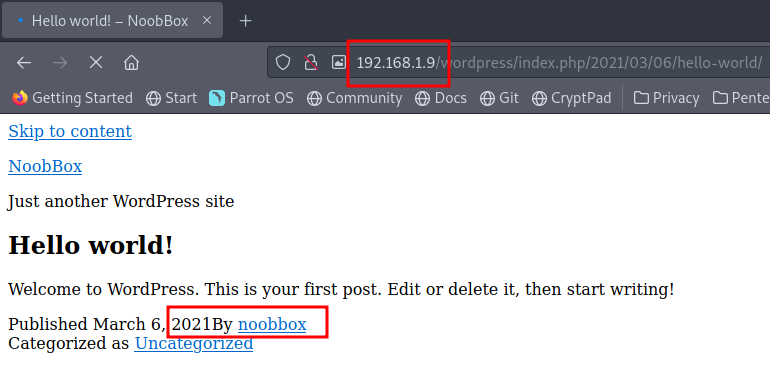 Hello world! – NoobBox
192.168.1.9/wordpress/index.php/2021/03/06/hello-world/
Getting Started Start Parrot OS Community Docs Git CryptPad Privacy Pente
Skip to content
NoobBox
Just another WordPress site
Hello world!
Welcome to WordPress. This is your first post. Edit or delete it, then start writing!
Published March 6, 2021By noobbox
Categorized as Uncategorized